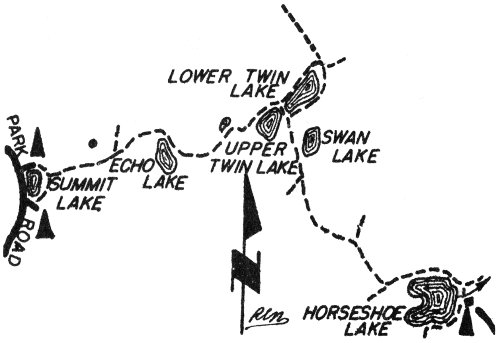 LOWER TWIN
LAKE
PARK
ECHO
LAKE
UPPER
TWIN LAKE
SWAN
LAKE
SUMMIT
LAKE
ROAD
N
HORSESHOE
LAKE